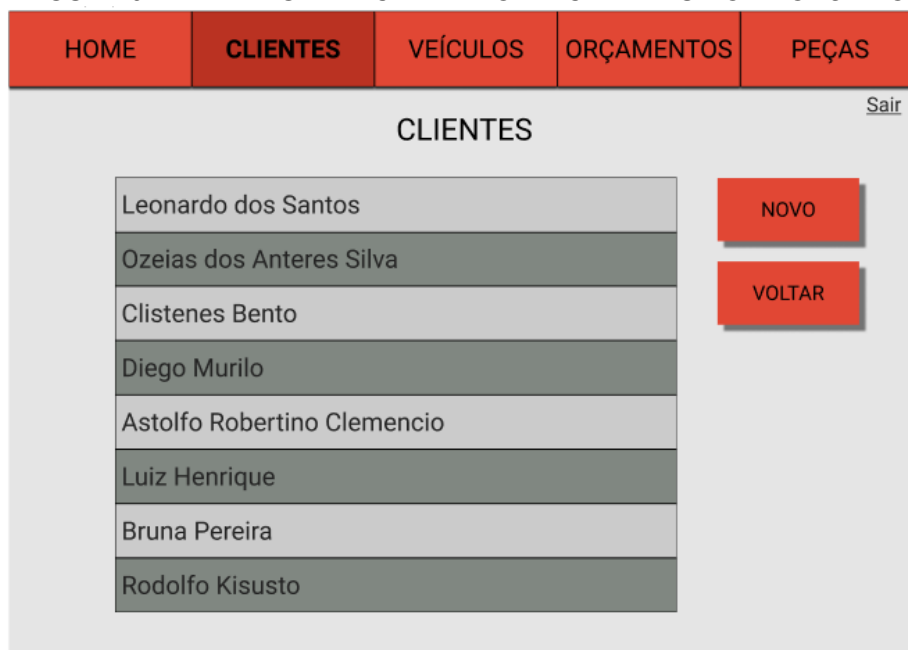 HOME CLIENTES VEÍCULOS ORÇAMENTOS PEÇAS
Sair
CLIENTES
Leonardo dos Santos
NOVO
Ozeias dos Anteres Silva
VOLTAR
Clistenes Bento
Diego Murilo
Astolfo Robertino Clemencio
Luiz Henrique
Bruna Pereira
Rodolfo Kisusto